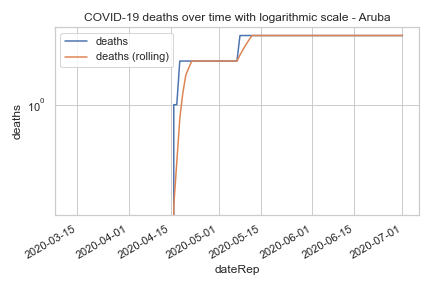 COVID-19 deaths over time with logarithmic scale - Aruba
deaths
deaths (rolling)
10⁰
deaths
2020-03-15
2020-04-01
2020-04-15
2020-05-01
2020-05-15
2020-06-01
2020-06-15
2020-07-01
dateRep